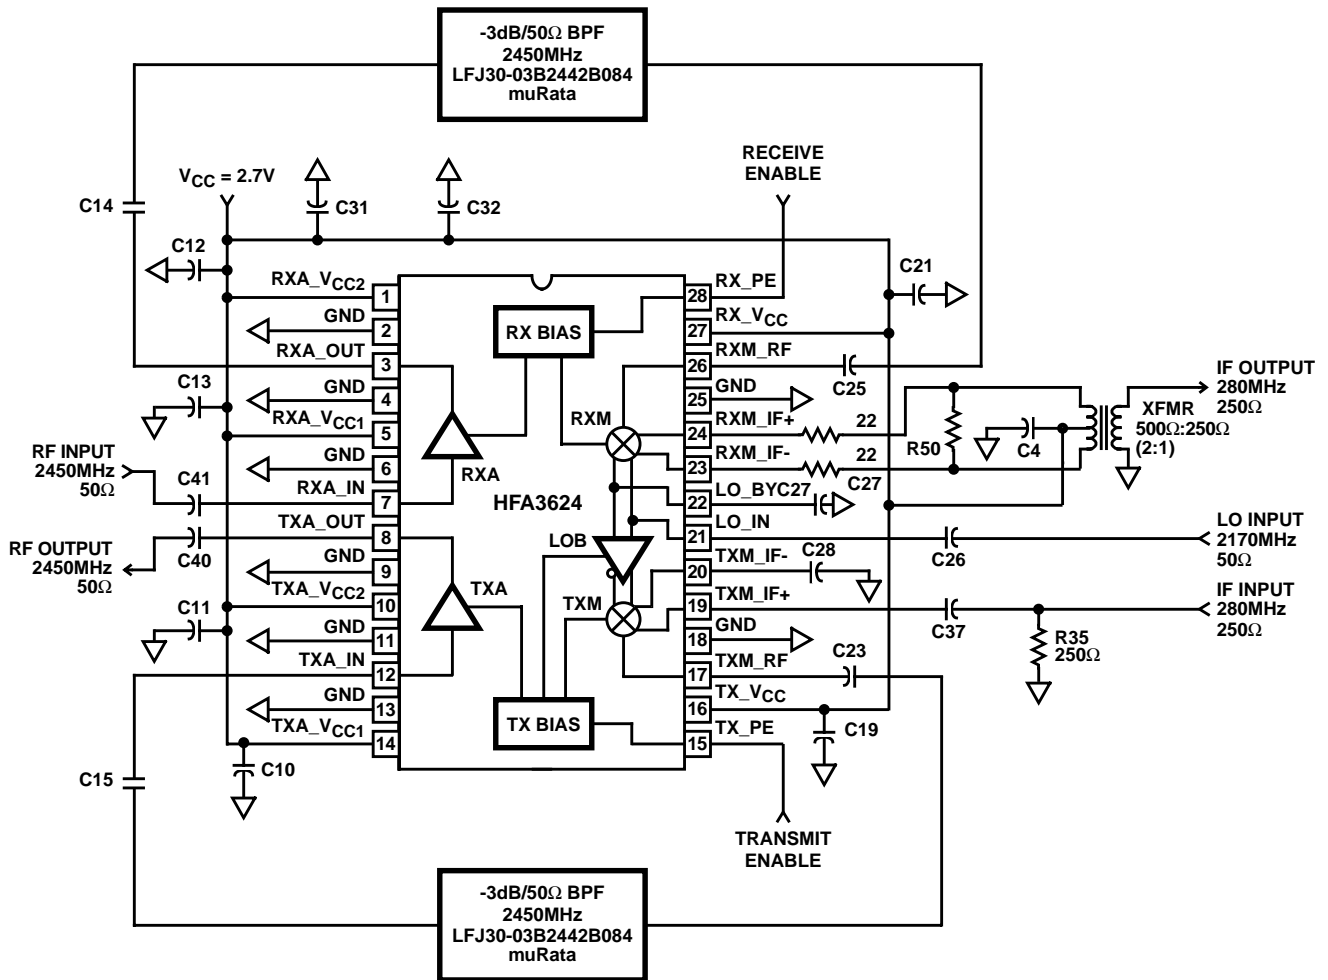 -3dB/50Ω BPF
2450MHz
LFJ30-03B2442B084
muRata
VCC = 2.7V
RECEIVE
ENABLE
C14
C31
C32
C12
C21
RXA_VCC2
1
GND
2
RXA_OUT
3
C13
GND
4
RXA_VCC1
5
RF INPUT
2450MHz
50Ω
GND
6
C41
RXA_IN
7
TXA_OUT
8
RF OUTPUT
2450MHz
50Ω
C40
GND
9
TXA_VCC2
10
C11
GND
11
TXA_IN
12
GND
13
TXA_VCC1
14
C10
C15
RX BIAS
RXM
RXA
HFA3624
LOB
TXA
TXM
TX BIAS
28
RX_PE
27
RX_VCC
26
RXM_RF
C25
25
GND
24
RXM_IF+
22
23
RXM_IF-
22
C27
22
LO_BYC27
21
LO_IN
C26
20
TXM_IF-
C28
19
TXM_IF+
C37
18
GND
17
TXM_RF
C23
16
TX_VCC
C19
15
TX_PE
R50
C4
XFMR
500Ω:250Ω
(2:1)
IF OUTPUT
280MHz
250Ω
LO INPUT
2170MHz
50Ω
IF INPUT
280MHz
250Ω
R35
250Ω
TRANSMIT
ENABLE
-3dB/50Ω BPF
2450MHz
LFJ30-03B2442B084
muRata